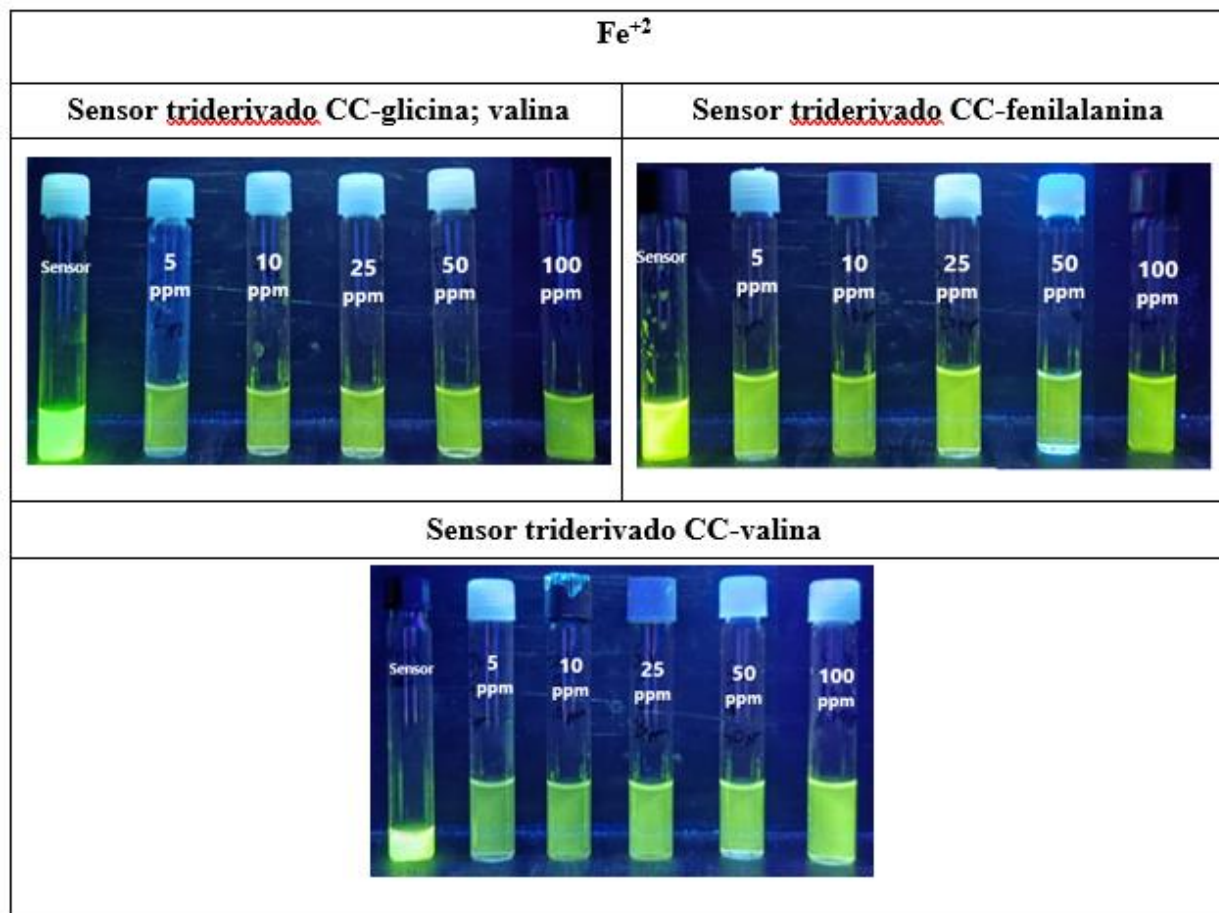 Fe+2
Sensor triderivado CC-glicina; valina
Sensor triderivado CC-fenilalanina
Sensor
5
ppm
10
ppm
25
ppm
50
ppm
100
ppm
Sensor
5
ppm
10
ppm
25
ppm
50
ppm
100
ppm
Sensor triderivado CC-valina
Sensor
5
ppm
10
ppm
25
ppm
50
ppm
100
ppm